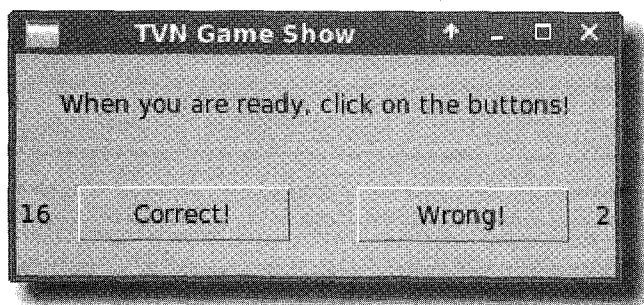 TVN Game Show
When you are ready, click on the buttons!
16 Correct! Wrong! 2